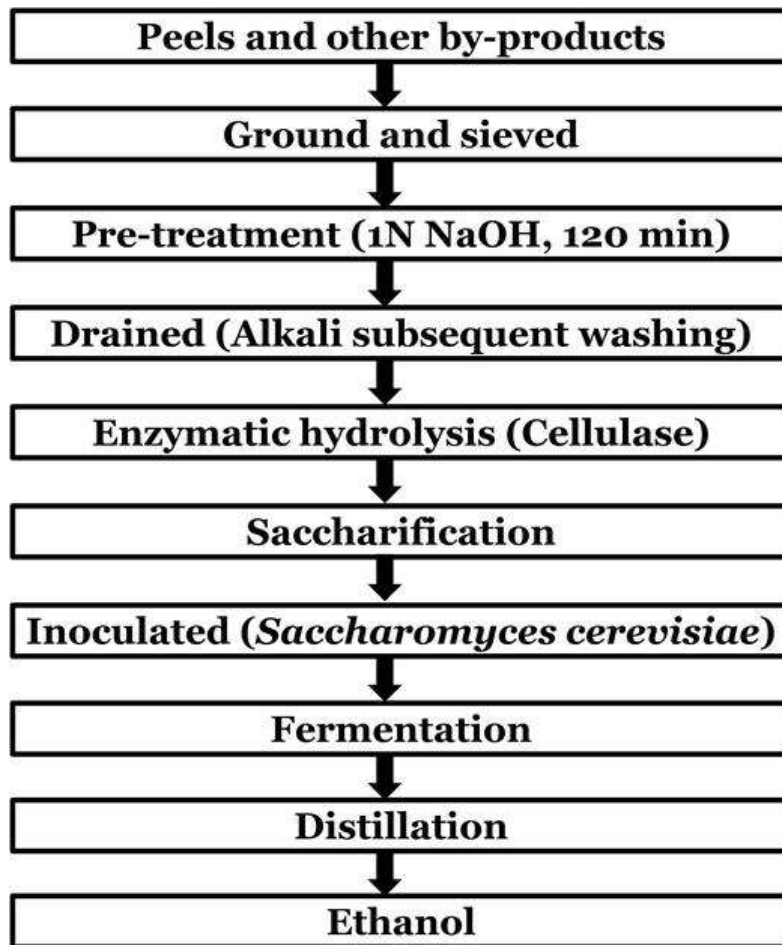 Peels and other by-products
Ground and sieved
Pre-treatment (1N NaOH, 120 min)
Drained (Alkali subsequent washing)
Enzymatic hydrolysis (Cellulase)
Saccharification
Inoculated (Saccharomyces cerevisiae)
Fermentation
Distillation
Ethanol